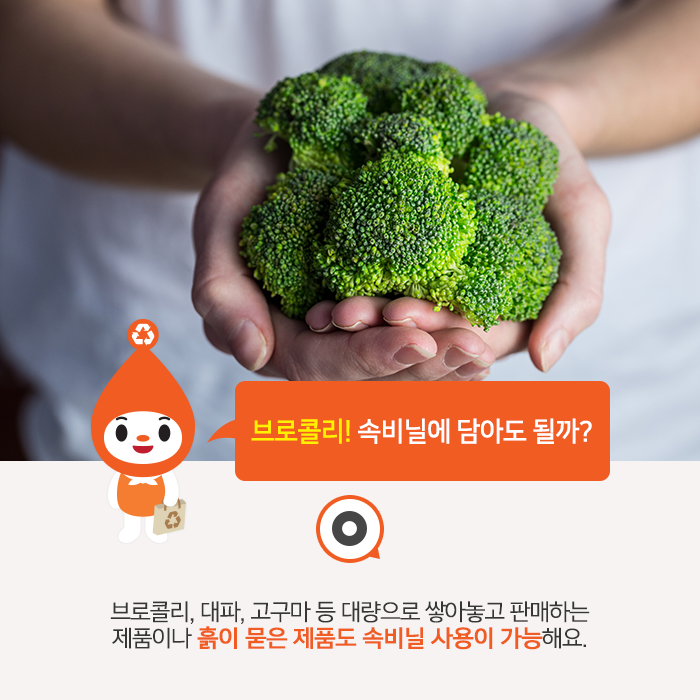 브로콜리! 속비닐에 담아도 될까?
브로콜리, 대파, 고구마 등 대량으로 쌓아놓고 판매하는
제품이나 흙이 묻은 제품도 속비닐 사용이 가능해요.